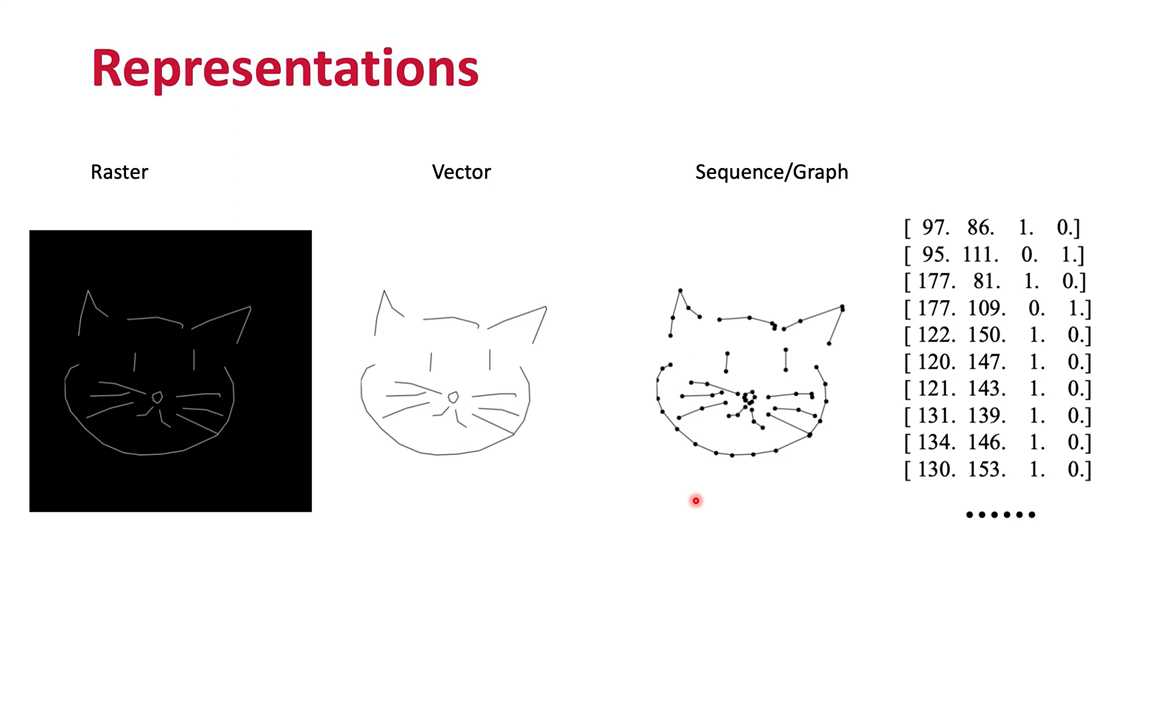 Representations
Raster
Vector
Sequence/Graph
[ 97. 86. 1. 0.]
[ 95. 111. 0. 1.]
[ 177. 81. 1. 0.]
[ 177. 109. 0. 1.]
[ 122. 150. 1. 0.]
[ 120. 147. 1. 0.]
[ 121. 143. 1. 0.]
[ 131. 139. 1. 0.]
[ 134. 146. 1. 0.]
[ 130. 153. 1. 0.]
......